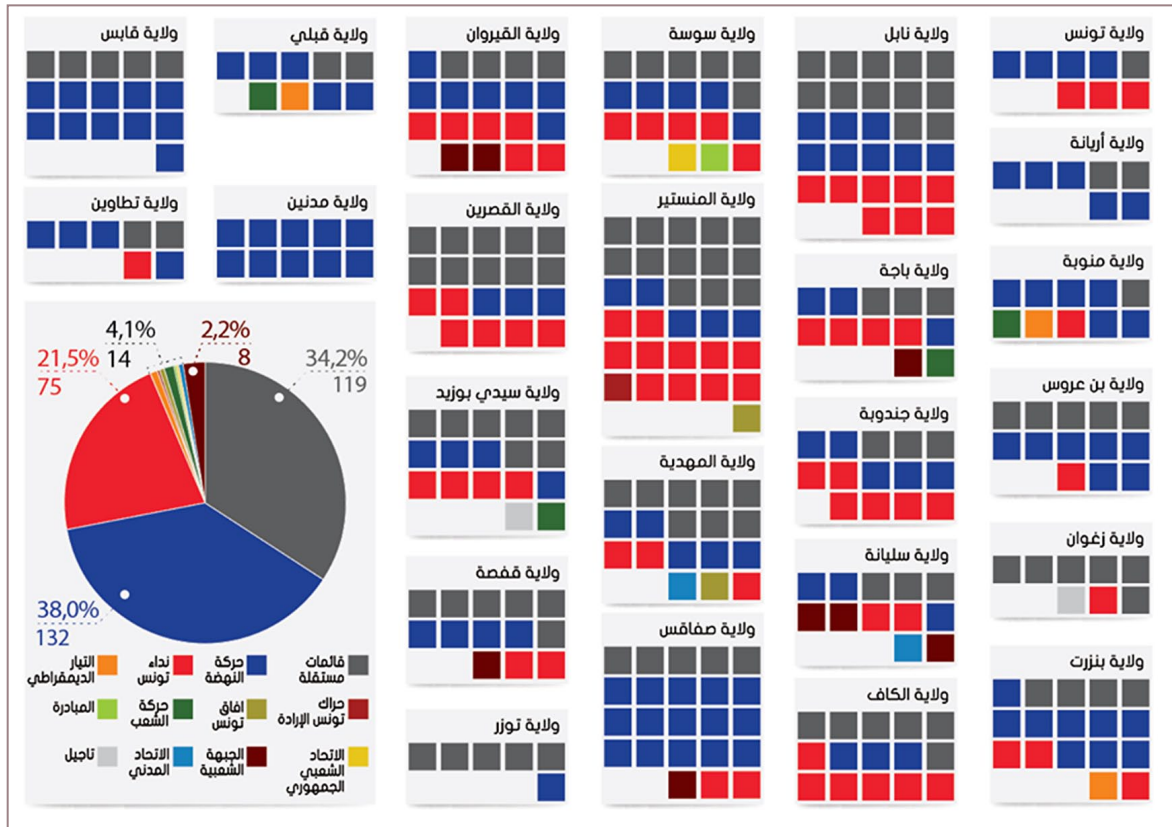 ولاية تونس
ولاية أريانة
ولاية منوبة
ولاية بن عروس
ولاية زغوان
ولاية بنزرت
ولاية نابل
ولاية باجة
ولاية جندوبة
ولاية سليانة
ولاية الكاف
ولاية سوسة
ولاية المنستير
ولاية المهدية
ولاية صفاقس
ولاية القيروان
ولاية القصرين
ولاية سيدي بوزيد
ولاية قفصة
ولاية توزر
ولاية قبلي
ولاية قابس
ولاية مدنين
ولاية تطاوين
4,1%
14
2,2%
8
21,5%
75
34,2%
119
38,0%
132
قائمات
مستقلة
حركة
النهضة
نداء
تونس
التيار
الديمقراطي
حراك
تونس الإرادة
افاق
تونس
حركة
الشعب
المبادرة
الاتحاد
الشعبي
الجمهوري
الجبهة
الشعبية
الاتحاد
المدني
تاجيل